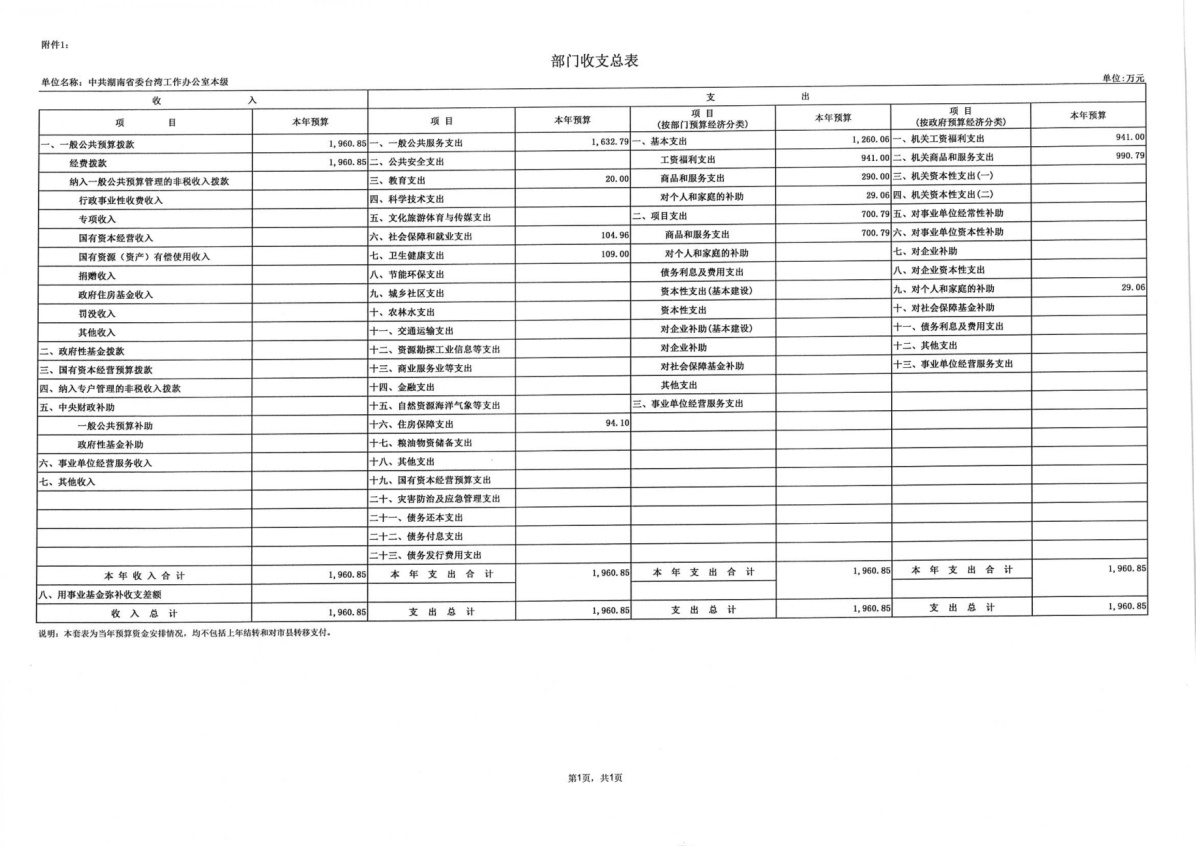 附件1：
部门收支总表
单位名称：中共湖南省委台湾工作办公室本级 单位：万元
收 入 支 出
项 目 本年预算 项 目 本年预算 项 目 (按部门预算经济分类) 本年预算 项 目 (按政府预算经济分类) 本年预算
一、一般公共预算拨款 1,960.85 一、一般公共服务支出 1,632.79 一、基本支出 1,260.06 一、机关工资福利支出 941.00
经费拨款 1,960.85 二、公共安全支出 工资福利支出 941.00 二、机关商品和服务支出 990.79
纳入一般公共预算管理的非税收入拨款 三、教育支出 20.00 商品和服务支出 290.00 三、机关资本性支出(一)
行政事业性收费收入 四、科学技术支出 对个人和家庭的补助 29.06 四、机关资本性支出(二)
专项收入 五、文化旅游体育与传媒支出 二、项目支出 700.79 五、对事业单位经常性补助
国有资本经营收入 六、社会保障和就业支出 104.96 商品和服务支出 700.79 六、对事业单位资本性补助
国有资源（资产）有偿使用收入 七、卫生健康支出 109.00 对个人和家庭的补助 七、对企业补助
捐赠收入 八、节能环保支出 债务利息及费用支出 八、对企业资本性支出
政府住房基金收入 九、城乡社区支出 资本性支出(基本建设) 九、对个人和家庭的补助 29.06
罚没收入 十、农林水支出 资本性支出 十、对社会保障基金补助
其他收入 十一、交通运输支出 对企业补助(基本建设) 十一、债务利息及费用支出
二、政府性基金拨款 十二、资源勘探工业信息等支出 对企业补助 十二、其他支出
三、国有资本经营预算拨款 十三、商业服务业等支出 对社会保障基金补助 十三、事业单位经营服务支出
四、纳入专户管理的非税收入拨款 十四、金融支出 其他支出
五、中央财政补助 十五、自然资源海洋气象等支出 三、事业单位经营服务支出
一般公共预算补助 十六、住房保障支出 94.10
政府性基金补助 十七、粮油物资储备支出
六、事业单位经营服务收入 十八、其他支出
七、其他收入 十九、国有资本经营预算支出
二十、灾害防治及应急管理支出
二十一、债务还本支出
二十二、债务付息支出
二十三、债务发行费用支出
本 年 收 入 合 计 1,960.85 本 年 支 出 合 计 1,960.85 本 年 支 出 合 计 1,960.85 本 年 支 出 合 计 1,960.85
八、用事业基金弥补收支差额
收 入 总 计 1,960.85 支 出 总 计 1,960.85 支 出 总 计 1,960.85 支 出 总 计 1,960.85
说明：本套表为当年预算资金安排情况，均不包括上年结转和对市县转移支付。
第1页，共1页